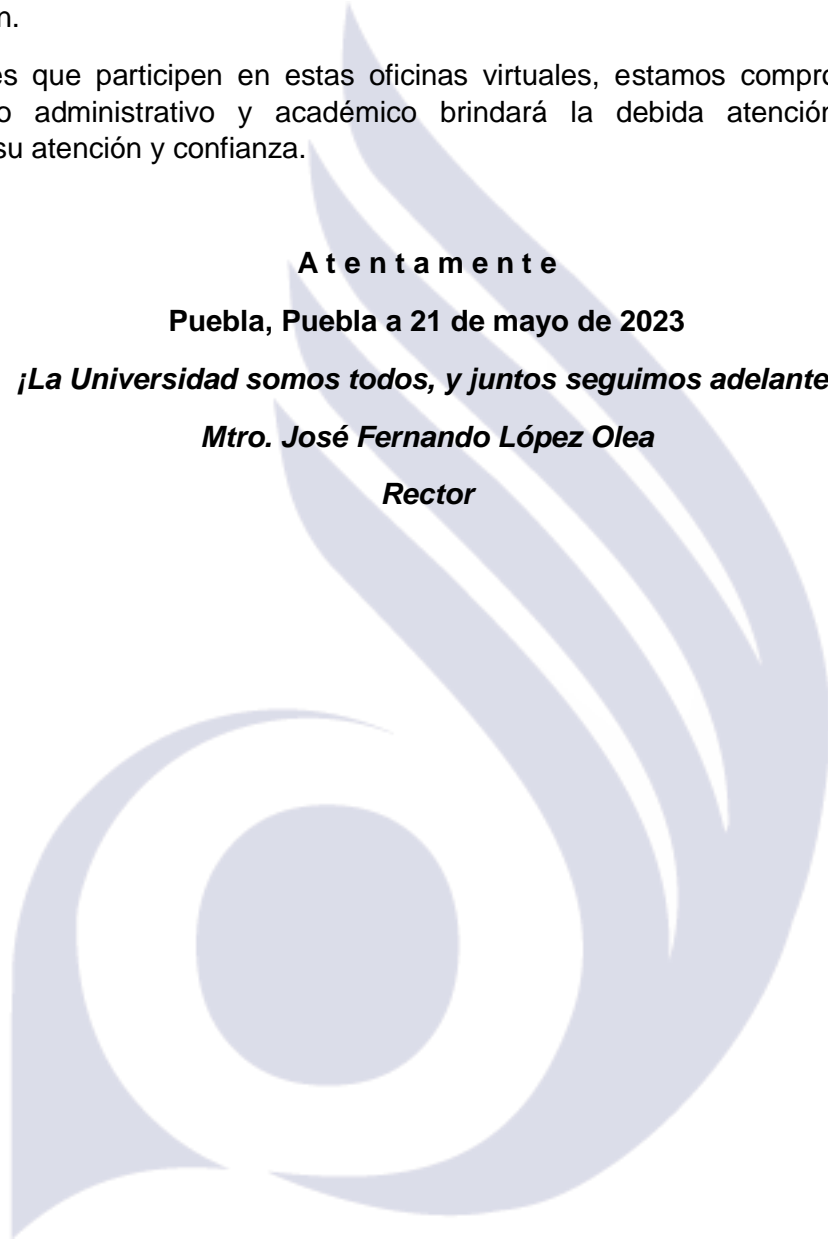 n.
es que participen en estas oficinas virtuales, estamos compro
o administrativo y académico brindará la debida atención
su atención y confianza.
A t e n t a m e n t e
Puebla, Puebla a 21 de mayo de 2023
¡La Universidad somos todos, y juntos seguimos adelante
Mtro. José Fernando López Olea
Rector